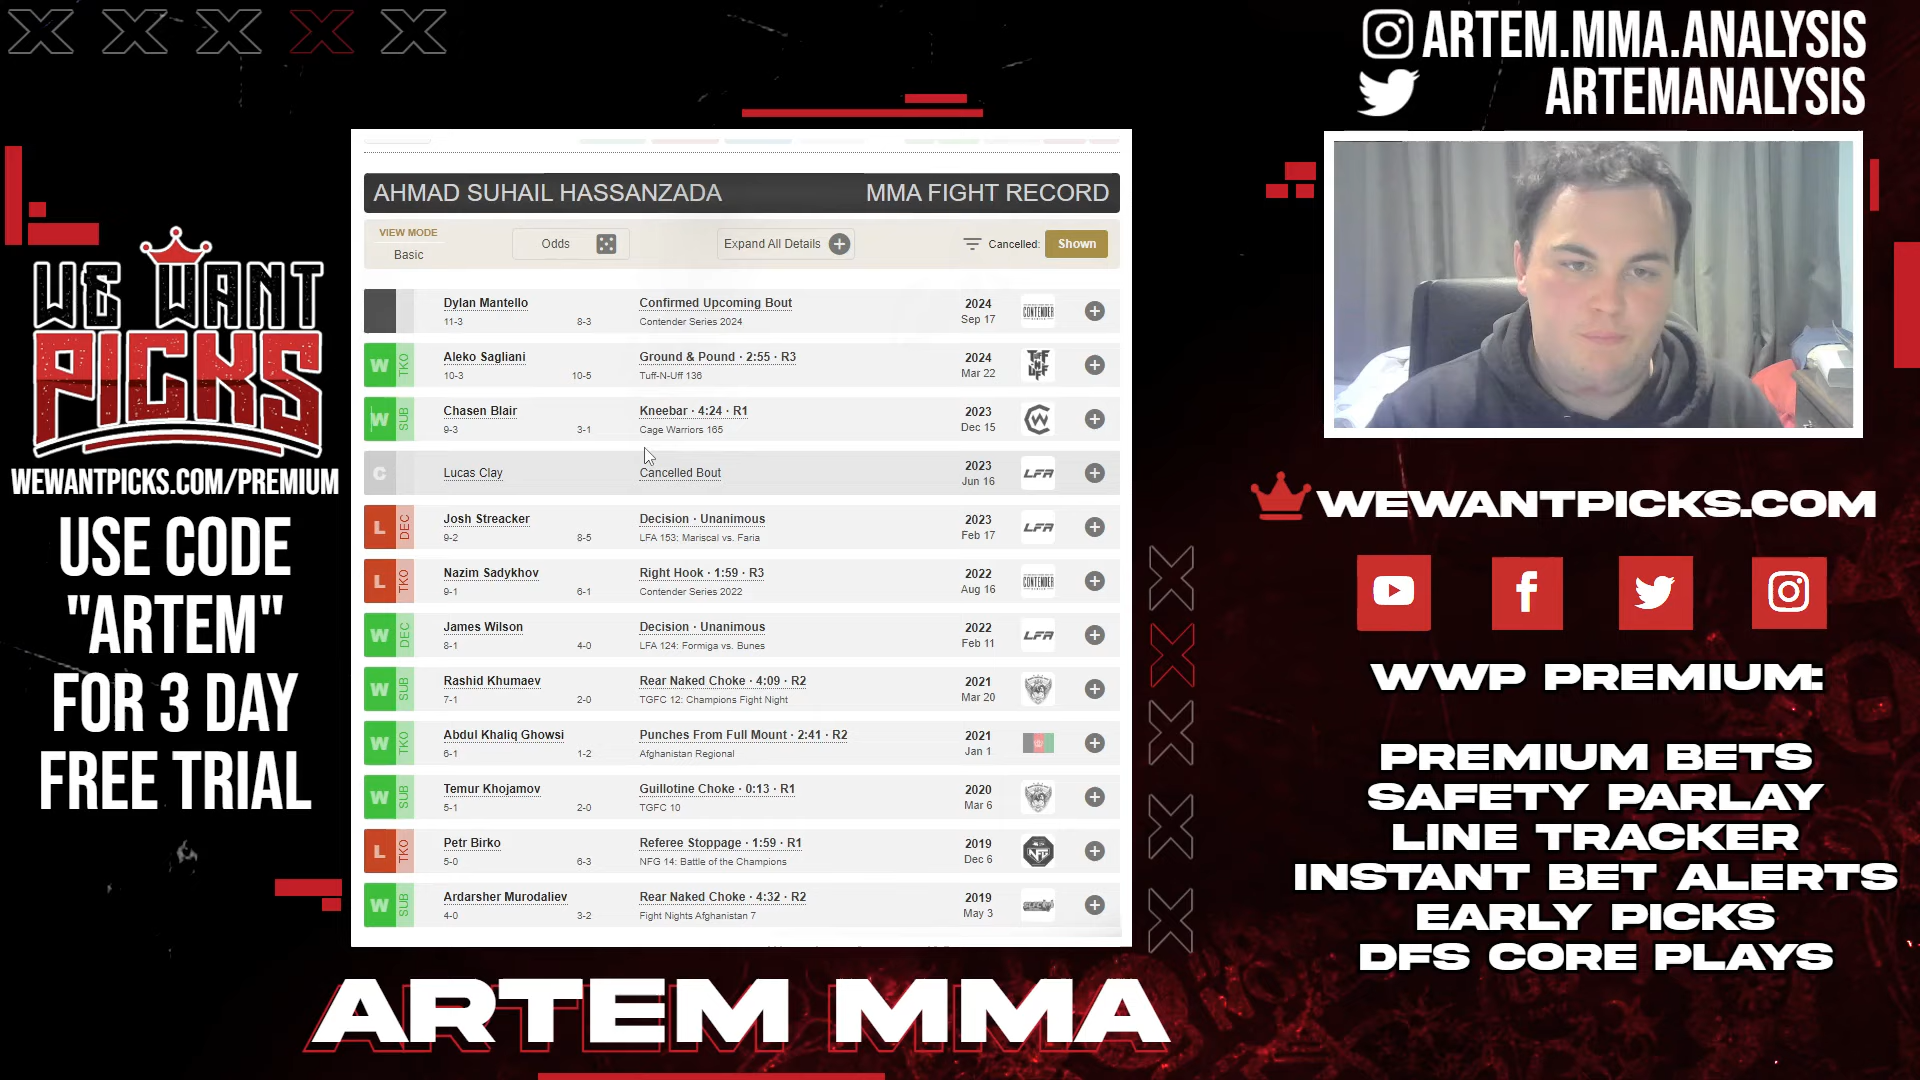 ARTEM.MMA.ANALYSIS
ARTEMANALYSIS
AHMAD SUHAIL HASSANZADA MMA FIGHT RECORD
VIEW MODE
Basic
Odds
Expand All Details
Cancelled: Shown
Dylan Mantello Confirmed Upcoming Bout 2024
11-3 8-3 Contender Series 2024 Sep 17
CONTENDER
W TKO Aleko Sagliani Ground & Pound · 2:55 · R3 2024
10-3 10-5 Tuff-N-Uff 136 Mar 22
TUFF N UFF
W SUB Chasen Blair Kneebar · 4:24 · R1 2023
9-3 3-1 Cage Warriors 165 Dec 15
C Lucas Clay Cancelled Bout 2023
Jun 16
LFA
L DEC Josh Streacker Decision · Unanimous 2023
9-2 8-5 LFA 153: Mariscal vs. Faria Feb 17
LFA
L TKO Nazim Sadykhov Right Hook · 1:59 · R3 2022
9-1 6-1 Contender Series 2022 Aug 16
CONTENDER
W DEC James Wilson Decision · Unanimous 2022
8-1 4-0 LFA 124: Formiga vs. Bunes Feb 11
LFA
W SUB Rashid Khumaev Rear Naked Choke · 4:09 · R2 2021
7-1 2-0 TGFC 12: Champions Fight Night Mar 20
W TKO Abdul Khaliq Ghowsi Punches From Full Mount · 2:41 · R2 2021
6-1 1-2 Afghanistan Regional Jan 1
W SUB Temur Khojamov Guillotine Choke · 0:13 · R1 2020
5-1 2-0 TGFC 10 Mar 6
L TKO Petr Birko Referee Stoppage · 1:59 · R1 2019
5-0 6-3 NFG 14: Battle of the Champions Dec 6
NFG
W SUB Ardasher Murodaliev Rear Naked Choke · 4:32 · R2 2019
4-0 3-2 Fight Nights Afghanistan 7 May 3
WE WANT
PICKS
WEWANTPICKS.COM/PREMIUM
USE CODE
"ARTEM"
FOR 3 DAY
FREE TRIAL
WEWANTPICKS.COM
WWP PREMIUM:
PREMIUM BETS
SAFETY PARLAY
LINE TRACKER
INSTANT BET ALERTS
EARLY PICKS
DFS CORE PLAYS
ARTEM MMA